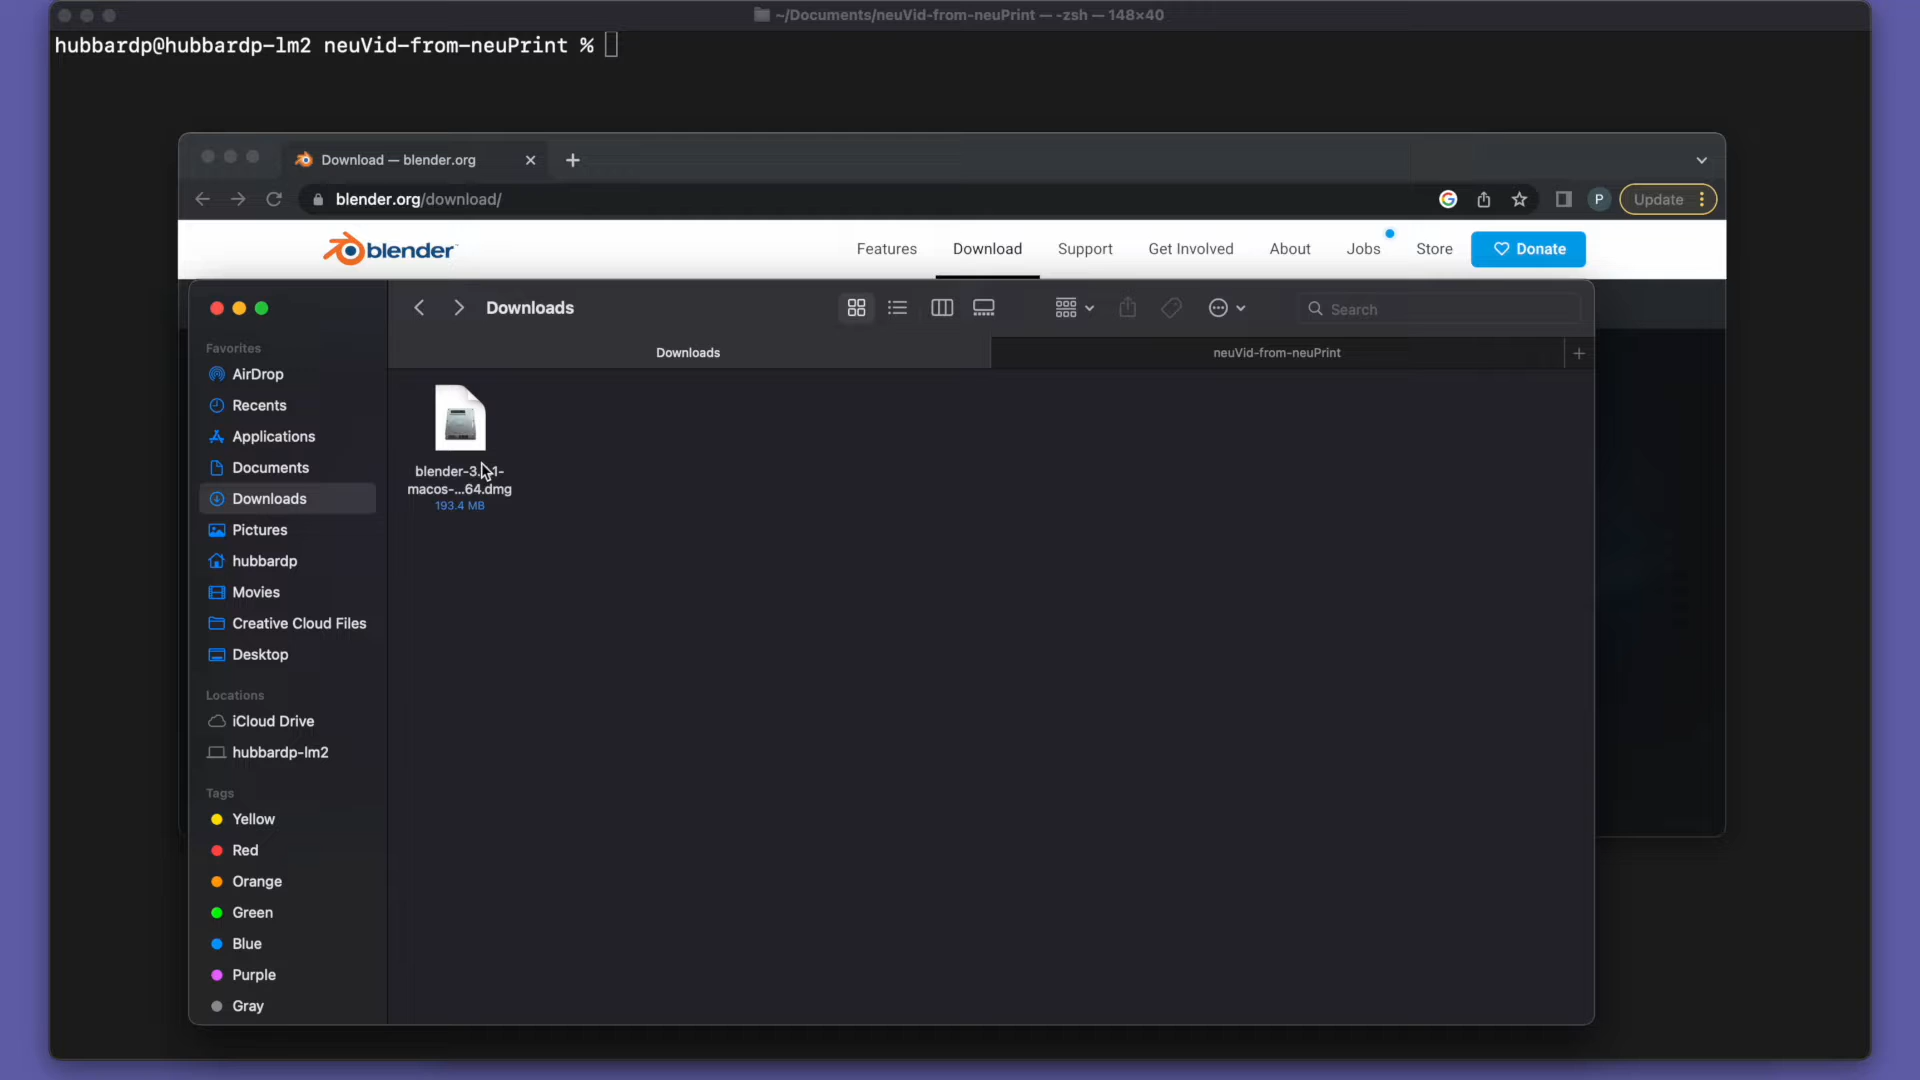 ~/Documents/neuVid-from-neuPrint — -zsh — 148×40
hubbardp@hubbardp-lm2 neuVid-from-neuPrint %
Download — blender.org
blender.org/download/
P
Update
blender
Features
Download
Support
Get Involved
About
Jobs
Store
Donate
Downloads
Search
Downloads
neuVid-from-neuPrint
Favorites
AirDrop
Recents
Applications
Documents
Downloads
Pictures
hubbardp
Movies
Creative Cloud Files
Desktop
Locations
iCloud Drive
hubbardp-lm2
Tags
Yellow
Red
Orange
Green
Blue
Purple
Gray
macos-...64.dmg
193.4 MB